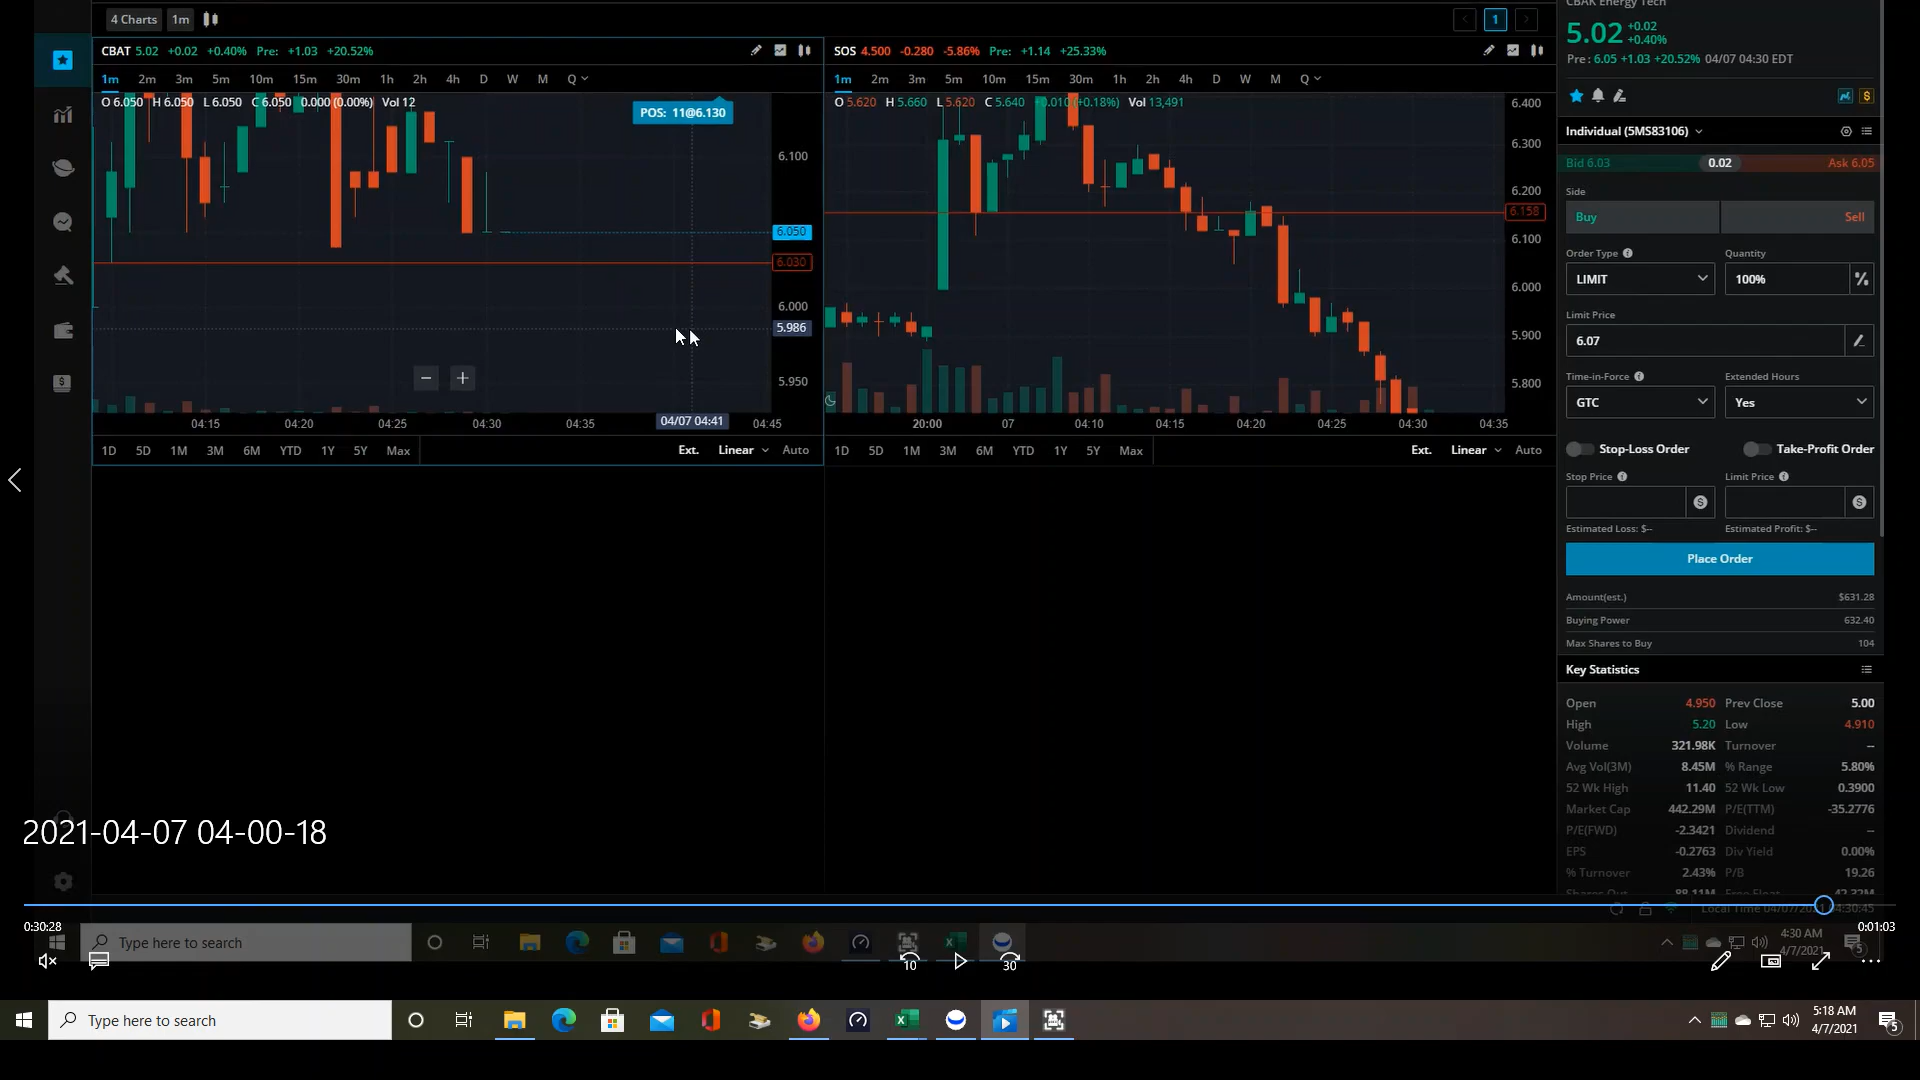 4 Charts 1m 1
CBAT 5.02 +0.02 +0.40% Pre: +1.03 +20.52%
1m 2m 3m 5m 10m 15m 30m 1h 2h 4h D W M Q
O 6.050 H 6.050 L 6.050 C 6.050 0.000 (0.00%) Vol 12
POS: 11@6.130
6.100
6.050
6.030
6.000
5.986
5.950
04:15 04:20 04:25 04:30 04:35 04/07 04:41 04:45
1D 5D 1M 3M 6M YTD 1Y 5Y Max Ext. Linear Auto
SOS 4.500 -0.280 -5.86% Pre: +1.14 +25.33%
1m 2m 3m 5m 10m 15m 30m 1h 2h 4h D W M Q
O 5.620 H 5.660 L 5.620 C 5.640 +0.010 (+0.18%) Vol 13,491
6.400
6.300
6.200
6.158
6.100
6.000
5.900
5.800
20:00 07 04:10 04:15 04:20 04:25 04:30 04:35
1D 5D 1M 3M 6M YTD 1Y 5Y Max Ext. Linear Auto
CBAK Energy Tech
5.02 +0.02
+0.40%
Pre: 6.05 +1.03 +20.52% 04/07 04:30 EDT
Individual (5MS83106)
Bid 6.03 0.02 Ask 6.05
Side
Buy Sell
Order Type Quantity
LIMIT 100%
Limit Price
6.07
Time-in-Force Extended Hours
GTC Yes
Stop-Loss Order Take-Profit Order
Stop Price Limit Price
Estimated Loss: $-- Estimated Profit: $--
Place Order
Amount(est.) $631.28
Buying Power 632.40
Max Shares to Buy 104
Key Statistics
Open 4.950 Prev Close 5.00
High 5.20 Low 4.910
Volume 321.98K Turnover --
Avg Vol(3M) 8.45M % Range 5.80%
52 Wk High 11.40 52 Wk Low 0.3900
Market Cap 442.29M P/E(TTM) -35.2776
P/E(FWD) -2.3421 Dividend --
EPS -0.2763 Div Yield 0.00%
% Turnover 2.43% P/B 19.26
Shares Out 88.11M Free Float 42.32M
2021-04-07 04-00-18
Local Time 04/07/2021 04:30:45
0:30:28 0:01:03
Type here to search
4:30 AM
4/7/2021
5
10 30
Type here to search
5:18 AM
4/7/2021
5